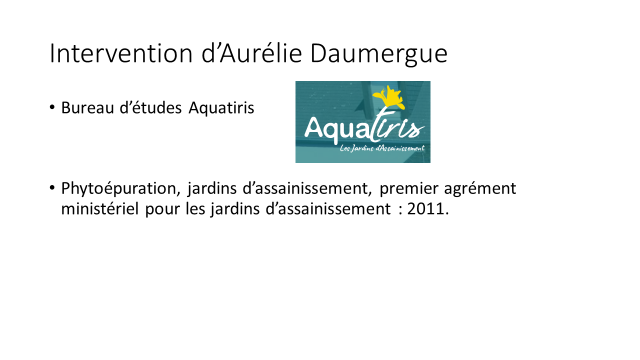 Intervention d’Aurélie Daumergue
• Bureau d’études Aquatiris
AquaTiris
Les Jardins d'Assainissement
• Phytoépuration, jardins d’assainissement, premier agrément
ministériel pour les jardins d’assainissement : 2011.